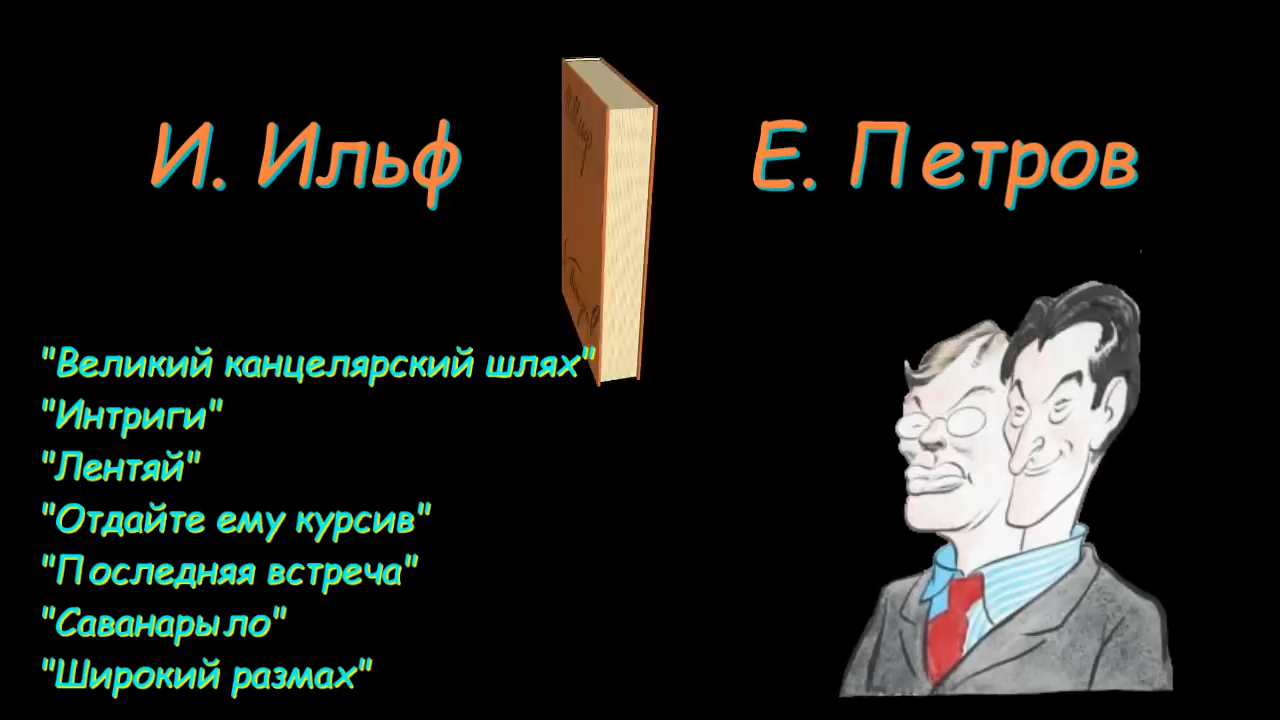 И. Ильф
Е. Петров
"Великий канцелярский шлях"
"Интриги"
"Лентяй"
"Отдайте ему курсив"
"Последняя встреча"
"Саванарыло"
"Широкий размах"